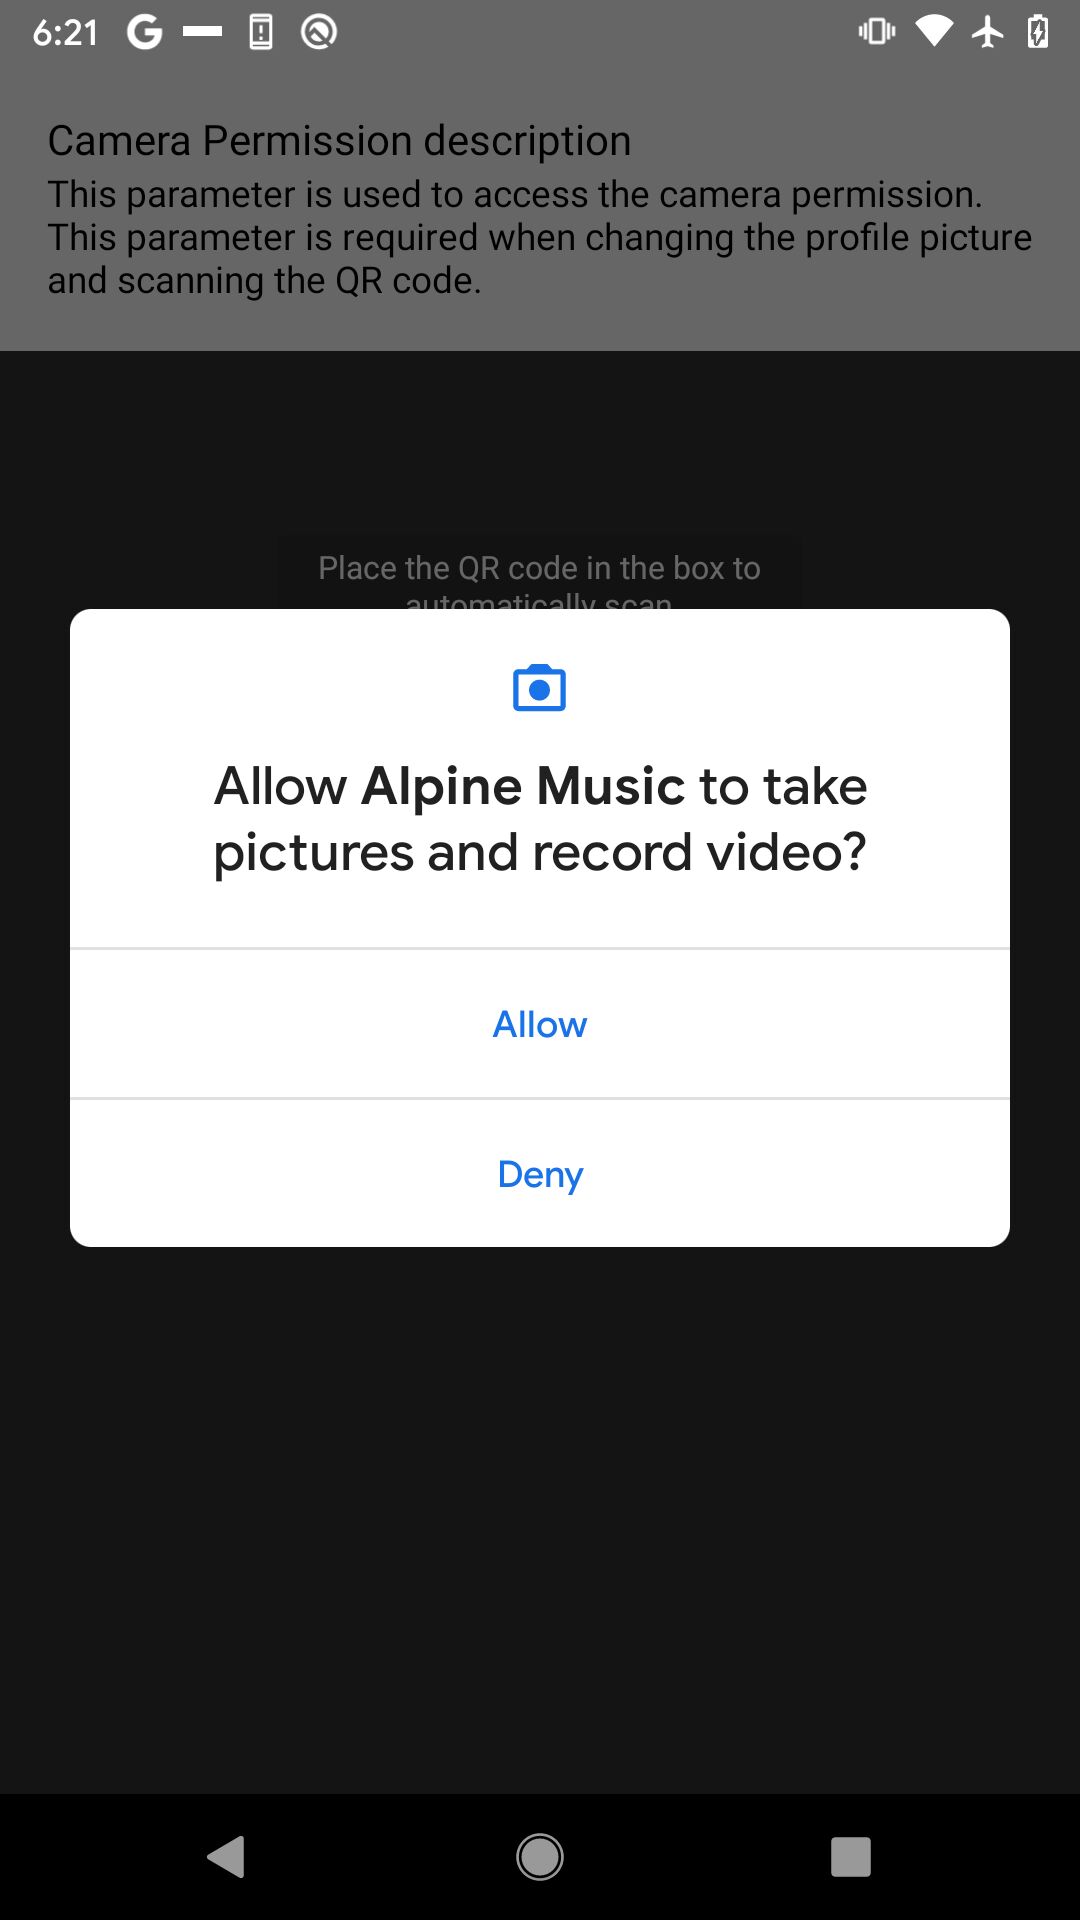 6:21
Camera Permission description
This parameter is used to access the camera permission.
This parameter is required when changing the profile picture
and scanning the QR code.
Place the QR code in the box to
automatically scan
Allow Alpine Music to take
pictures and record video?
Allow
Deny